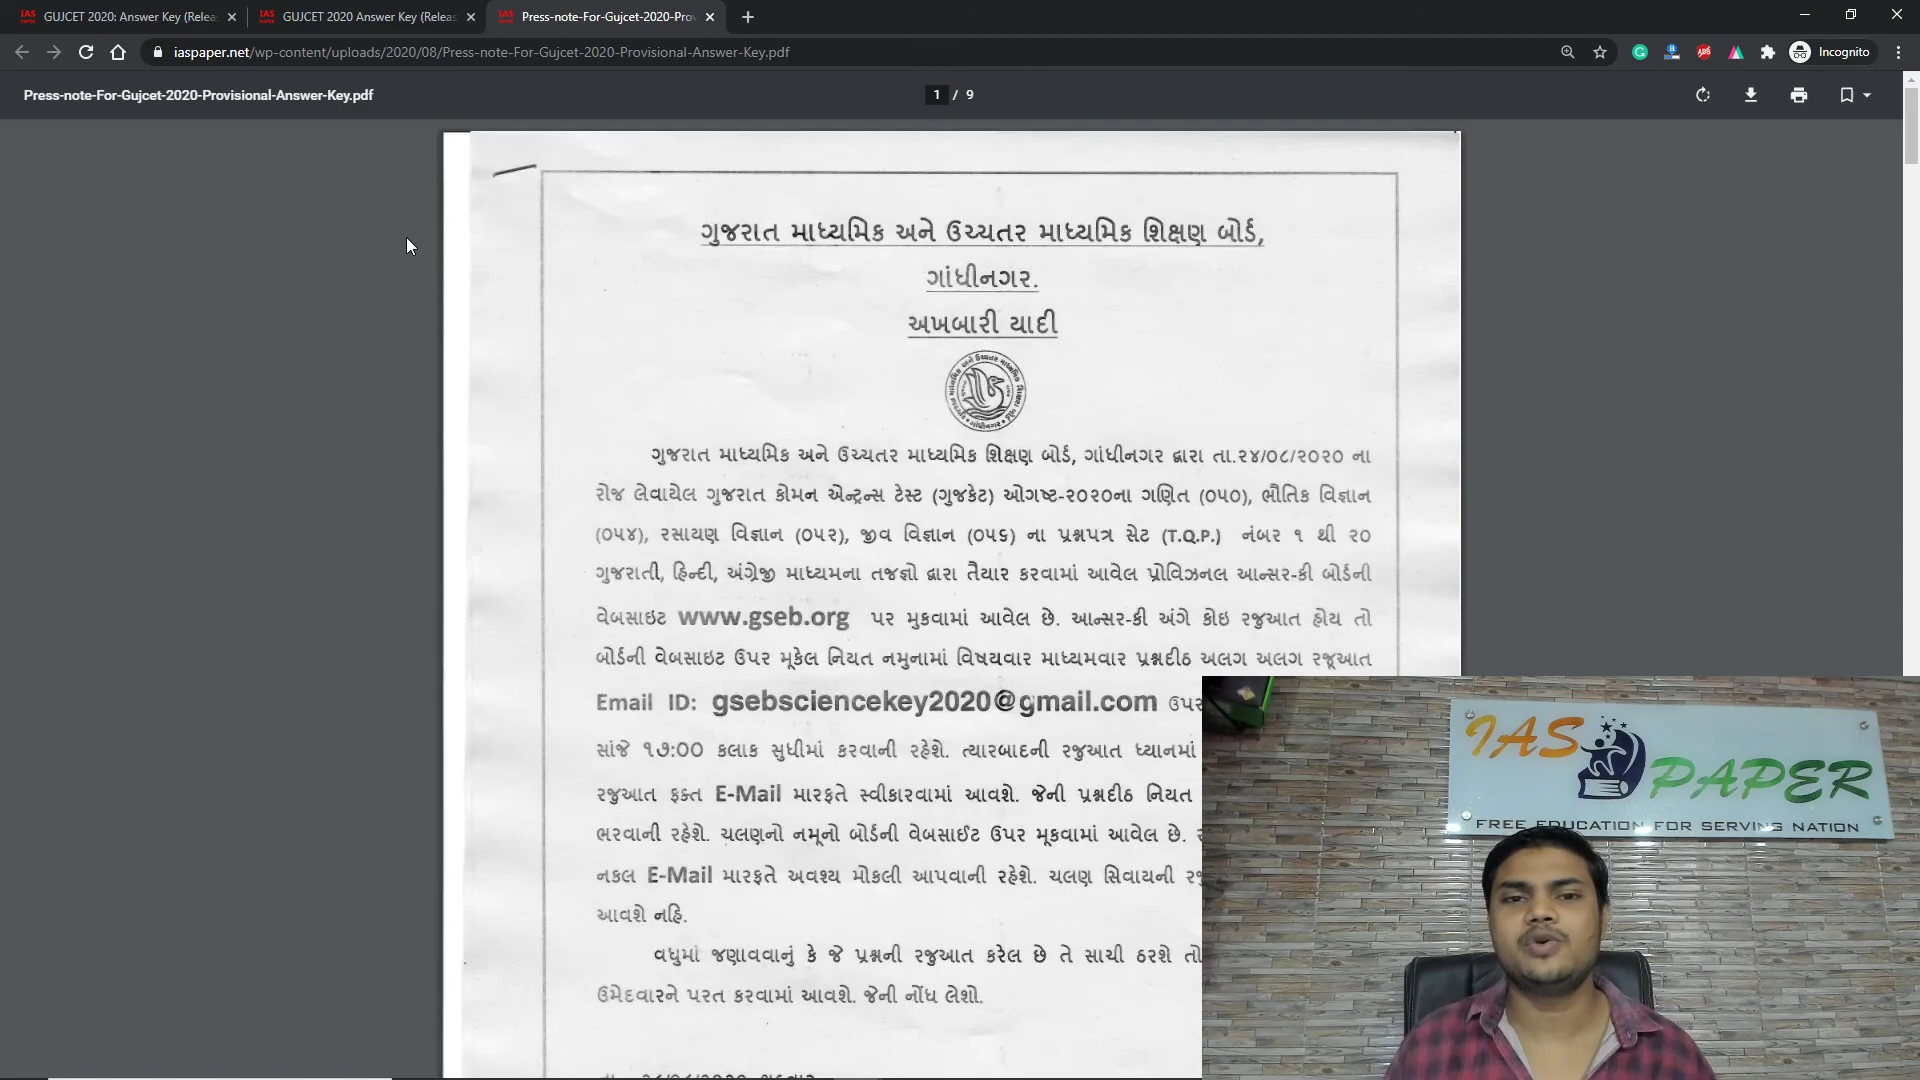 GUJCET 2020: Answer Key (Relea
GUJCET 2020 Answer Key (Releas
Press-note-For-Gujcet-2020-Prov
iaspaper.net/wp-content/uploads/2020/08/Press-note-For-Gujcet-2020-Provisional-Answer-Key.pdf
Incognito
Press-note-For-Gujcet-2020-Provisional-Answer-Key.pdf
1 / 9
ગુજરાત માધ્યમિક અને ઉચ્ચતર માધ્યમિક શિક્ષણ બોર્ડ,
ગાંધીનગર.
અખબારી યાદી
ગુજરાત માધ્યમિક અને ઉચ્ચતર માધ્યમિક શિક્ષણ બોર્ડ, ગાંધીનગર દ્વારા તા.૨૪/૦૮/૨૦૨૦ ના
રોજ લેવાયેલ ગુજરાત કોમન એન્ટ્રન્સ ટેસ્ટ (ગુજકેટ) ઓગષ્ટ-૨૦૨૦ના ગણિત (૦૫૦), ભૌતિક વિજ્ઞાન
(૦૫૪), રસાયણ વિજ્ઞાન (૦૫૨), જીવ વિજ્ઞાન (૦૫૬) ના પ્રશ્નપત્ર સેટ (T.Q.P.) નંબર ૧ થી ૨૦
ગુજરાતી, હિન્દી, અંગ્રેજી માધ્યમના તજજ્ઞો દ્વારા તૈયાર કરવામાં આવેલ પ્રોવિઝનલ આન્સર-કી બોર્ડની
વેબસાઇટ www.gseb.org પર મુકવામાં આવેલ છે. આન્સર-કી અંગે કોઇ રજુઆત હોય તો
બોર્ડની વેબસાઇટ ઉપર મૂકેલ નિયત નમુનામાં વિષયવાર માધ્યમવાર પ્રશ્નદીઠ અલગ અલગ રજૂઆત
Email ID: gsebsciencekey2020@gmail.com ઉપર
સાંજે ૧૭:૦૦ કલાક સુધીમાં કરવાની રહેશે. ત્યારબાદની રજુઆત ધ્યાનમાં
રજુઆત ફક્ત E-Mail મારફતે સ્વીકારવામાં આવશે. જેની પ્રશ્નદીઠ નિયત
ભરવાની રહેશે. ચલણનો નમૂનો બોર્ડની વેબસાઈટ ઉપર મૂકવામાં આવેલ છે.
નકલ E-Mail મારફતે અવશ્ય મોકલી આપવાની રહેશે. ચલણ સિવાયની
આવશે નહિ.
વધુમાં જણાવવાનું કે જે પ્રશ્નની રજુઆત કરેલ છે તે સાચી ઠરશે તો
ઉમેદવારને પરત કરવામાં આવશે. જેની નોંધ લેશો.
IAS
PAPER
FREE EDUCATION FOR SERVING NATION